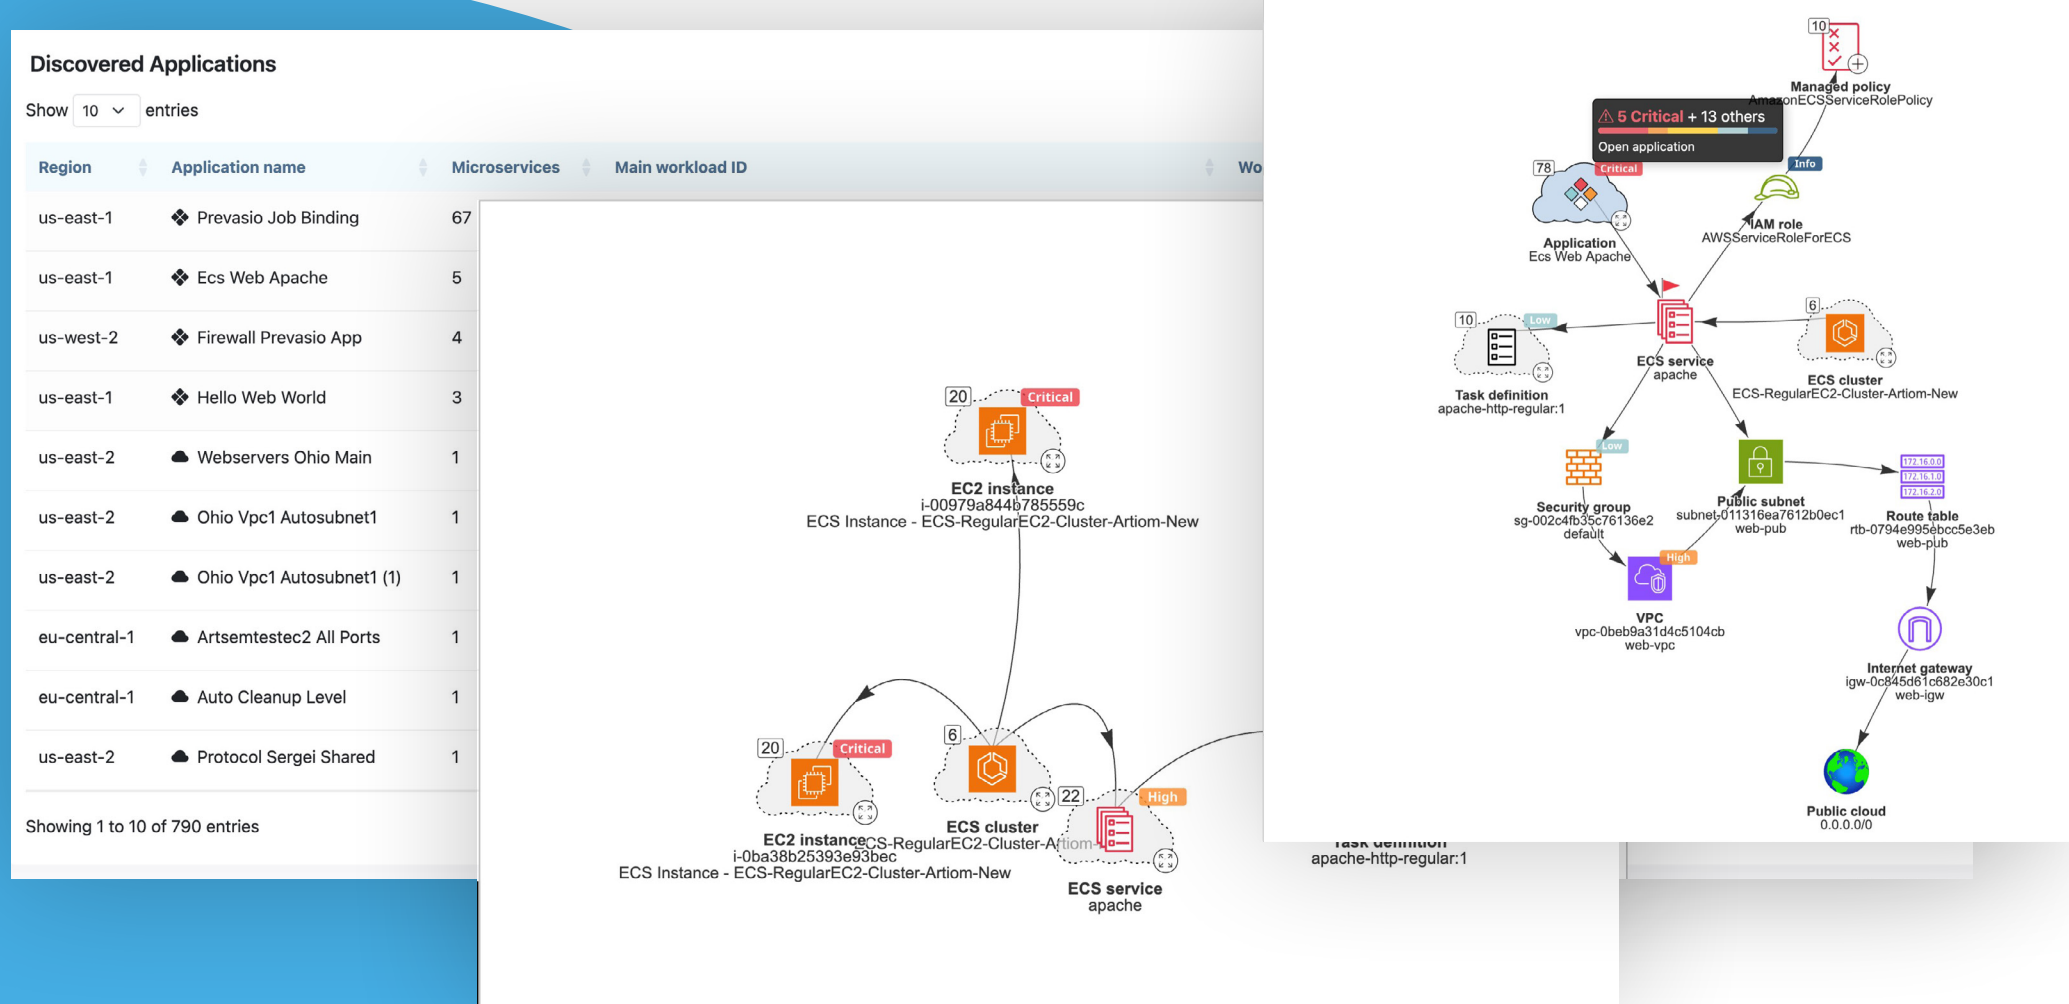 Discovered Applications
Show 10 entries
Region Application name Microservices Main workload ID Wo
us-east-1 Prevasio Job Binding 67
us-east-1 Ecs Web Apache 5
us-west-2 Firewall Prevasio App 4
us-east-1 Hello Web World 3
us-east-2 Webservers Ohio Main 1
us-east-2 Ohio Vpc1 Autosubnet1 1
us-east-2 Ohio Vpc1 Autosubnet1 (1) 1
eu-central-1 Artsemtestec2 All Ports 1
eu-central-1 Auto Cleanup Level 1
us-east-2 Protocol Sergei Shared 1
Showing 1 to 10 of 790 entries
20
Critical
EC2 instance
i-00979a844b785559c
ECS Instance - ECS-RegularEC2-Cluster-Artiom-New
20
Critical
EC2 instance
i-0ba38b25393e93bec
ECS Instance - ECS-RegularEC2-Cluster-Artiom-New
6
ECS cluster
ECS-RegularEC2-Cluster-Artiom-
22
High
ECS service
apache
Task definition
apache-http-regular:1
10
Managed policy
AmazonECSServiceRolePolicy
5 Critical + 13 others
Open application
78
Critical
Application
Ecs Web Apache
Info
IAM role
AWSServiceRoleForECS
10
Low
Task definition
apache-http-regular:1
ECS service
apache
6
ECS cluster
ECS-RegularEC2-Cluster-Artiom-New
Low
Security group
sg-002c4fb35c76136e2
default
Public subnet
subnet-011316ea7612b0ec1
web-pub
172.16.0.0
172.16.1.0
172.16.2.0
Route table
rtb-0794e995ebcc5e3eb
web-pub
High
VPC
vpc-0beb9a31d4c5104cb
web-vpc
Internet gateway
igw-0c845d61c682e30c1
web-igw
Public cloud
0.0.0.0/0